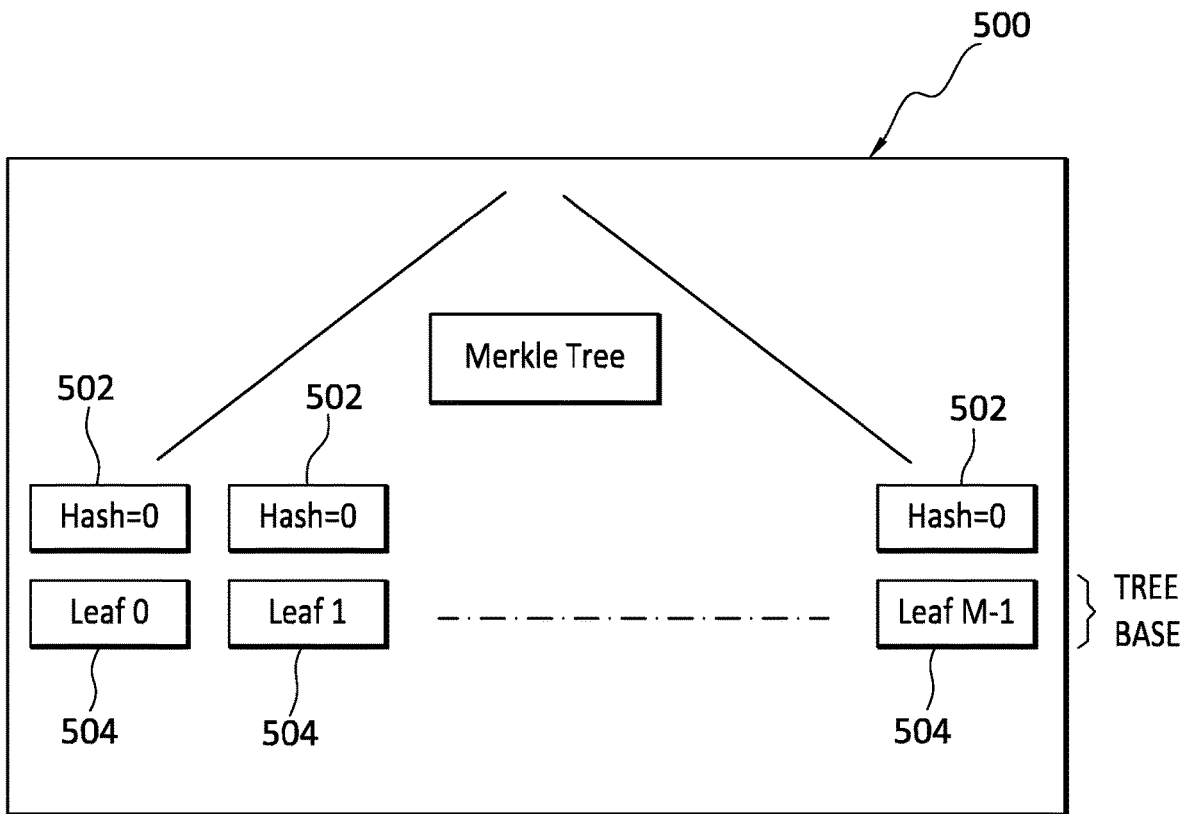 500
Merkle Tree
502
502
502
Hash=0
Hash=0
Hash=0
Leaf 0
Leaf 1
Leaf M-1
TREE
BASE
504
504
504